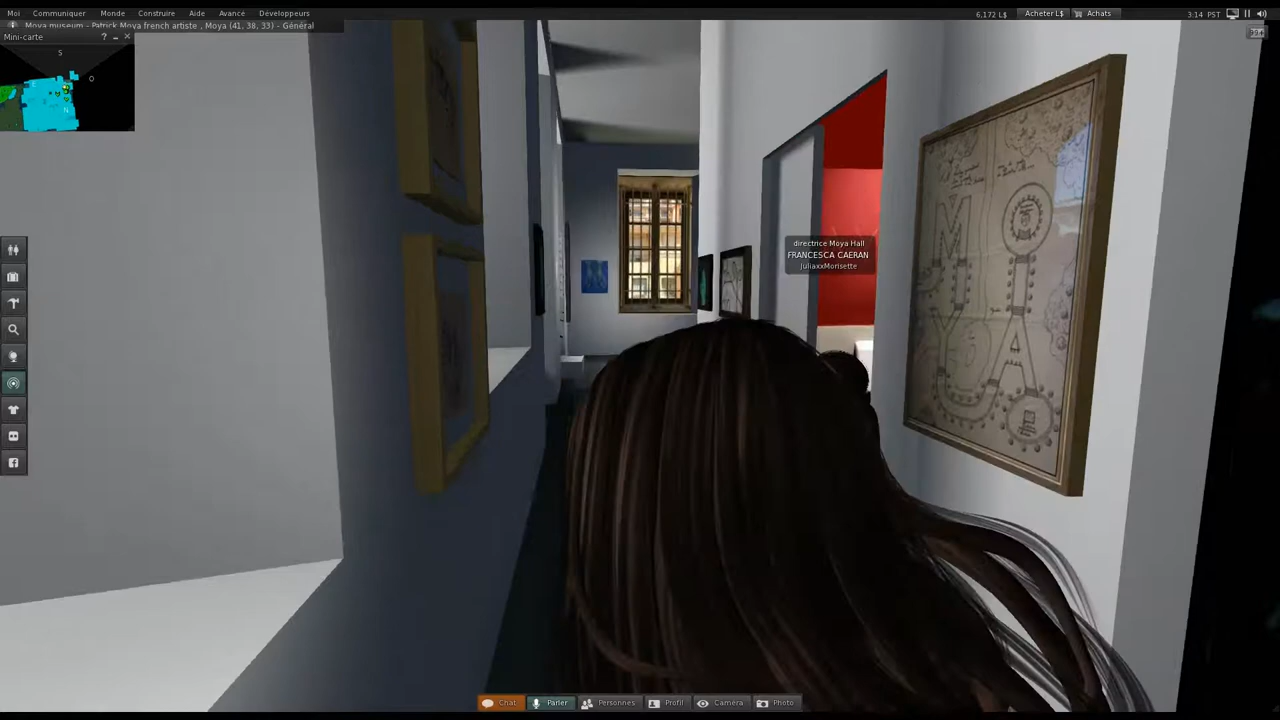 Moi Communiquer Monde Construire Aide Avancé Développeurs 6,172 L$ Acheter L$ Achats 3:14 PST
Moya museum - Patrick Moya french artiste , Moya (41, 38, 33) - Général
Mini-carte ?
S
O
N
directrice Moya Hall
FRANCESCA CAERAN
JuliaxxMorisette
M O
Y A
Chat Parler Personnes Profil Caméra Photo